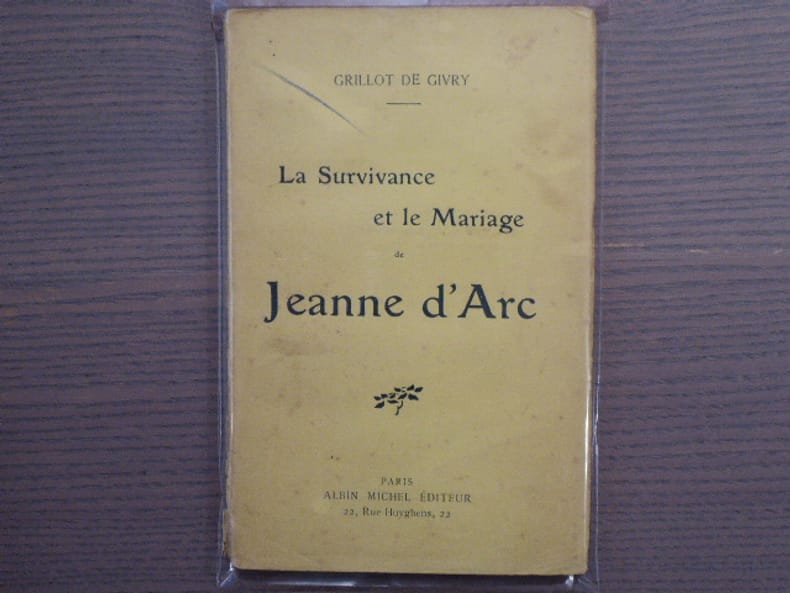 GRILLOT DE GIVRY
La Survivance
et le Mariage
de
Jeanne d'Arc
PARIS
ALBIN MICHEL ÉDITEUR
22, Rue Huyghens, 22